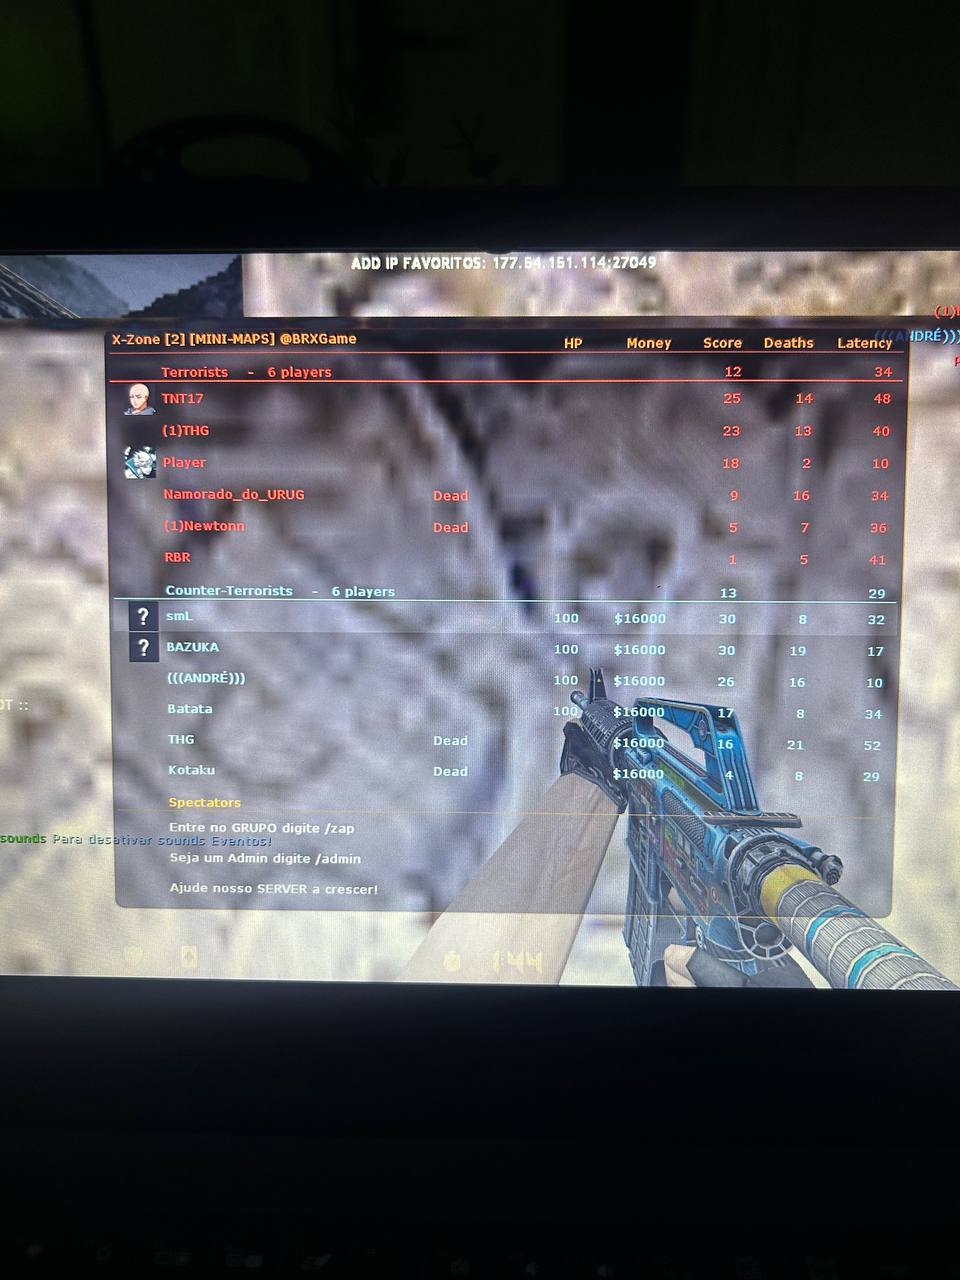 ADD IP FAVORITOS: 177.54.151.114:27049
(1)
(((ANDRÉ)))
X-Zone [2] [MINI-MAPS] @BRXGame HP Money Score Deaths Latency
Terrorists - 6 players 12 34
TNT17 25 14 48
(1)THG 23 13 40
Player 18 2 10
Namorado_do_URUG Dead 9 16 34
(1)Newtonn Dead 5 7 36
RBR 1 5 41
Counter-Terrorists - 6 players 13 29
? smL 100 $16000 30 8 32
? BAZUKA 100 $16000 30 19 17
(((ANDRÉ))) 100 $16000 26 16 10
OT ::
Batata 100 $16000 17 8 34
THG Dead $16000 16 21 52
Kotaku Dead $16000 4 8 29
Spectators
Entre no GRUPO digite /zap
sounds Para desativar sounds Eventos!
Seja um Admin digite /admin
Ajude nosso SERVER a crescer!
1:44